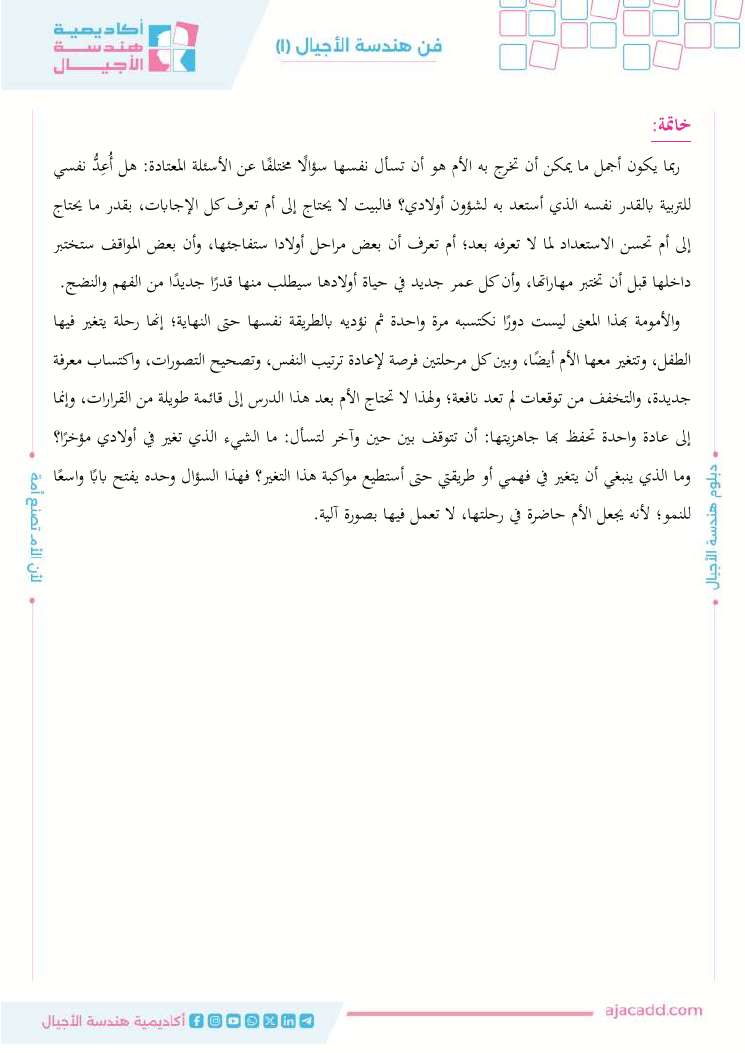 أكاديمية
هندسة
الأجيال
فن هندسة الأجيال (١)
خاتمة:
ربما يكون أجمل ما يمكن أن تخرج به الأم هو أن تسأل نفسها سؤالًا مختلفًا عن الأسئلة المعتادة: هل أُعِدُّ نفسي
للتربية بالقدر نفسه الذي أستعد به لشؤون أولادي؟ فالبيت لا يحتاج إلى أم تعرف كل الإجابات، بقدر ما يحتاج
إلى أم تحسن الاستعداد لما لا تعرفه بعد؛ أم تعرف أن بعض مراحل أولادا ستفاجئها، وأن بعض المواقف ستختبر
داخلها قبل أن تختبر مهاراتها، وأن كل عمر جديد في حياة أولادها سيطلب منها قدرًا جديدًا من الفهم والنضج.
والأمومة بهذا المعنى ليست دورًا نكتسبه مرة واحدة ثم نؤديه بالطريقة نفسها حتى النهاية؛ إنها رحلة يتغير فيها
الطفل، وتتغير معها الأم أيضًا، وبين كل مرحلتين فرصة لإعادة ترتيب النفس، وتصحيح التصورات، واكتساب معرفة
جديدة، والتخفف من توقعات لم تعد نافعة؛ ولهذا لا تحتاج الأم بعد هذا الدرس إلى قائمة طويلة من القرارات، وإنما
إلى عادة واحدة تحفظ بها جاهزيتها: أن تتوقف بين حين وآخر لتسأل: ما الشيء الذي تغير في أولادي مؤخرًا؟
وما الذي ينبغي أن يتغير في فهمي أو طريقتي حتى أستطيع مواكبة هذا التغير؟ فهذا السؤال وحده يفتح بابًا واسعًا
للنمو؛ لأنه يجعل الأم حاضرة في رحلتها، لا تعمل فيها بصورة آلية.
دبلوم هندسة الأجيال
لأن الأم تصنع أمة
أكاديمية هندسة الأجيال
ajacadd.com